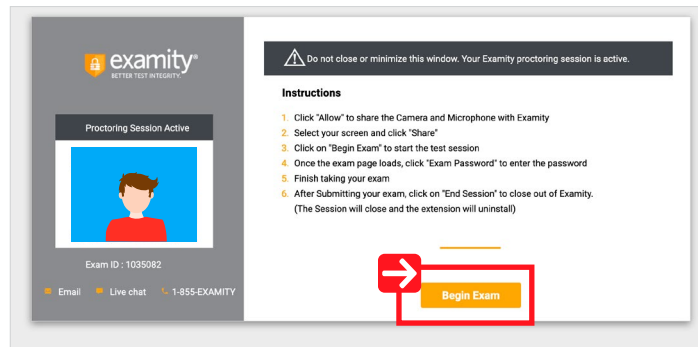 examity®
BETTER TEST INTEGRITY.
Proctoring Session Active
Exam ID : 1035082
Email Live chat 1-855-EXAMITY
Do not close or minimize this window. Your Examity proctoring session is active.
Instructions
1. Click "Allow" to share the Camera and Microphone with Examity
2. Select your screen and click "Share"
3. Click on "Begin Exam" to start the test session
4. Once the exam page loads, click "Exam Password" to enter the password
5. Finish taking your exam
6. After Submitting your exam, click on "End Session" to close out of Examity.
(The Session will close and the extension will uninstall)
Begin Exam